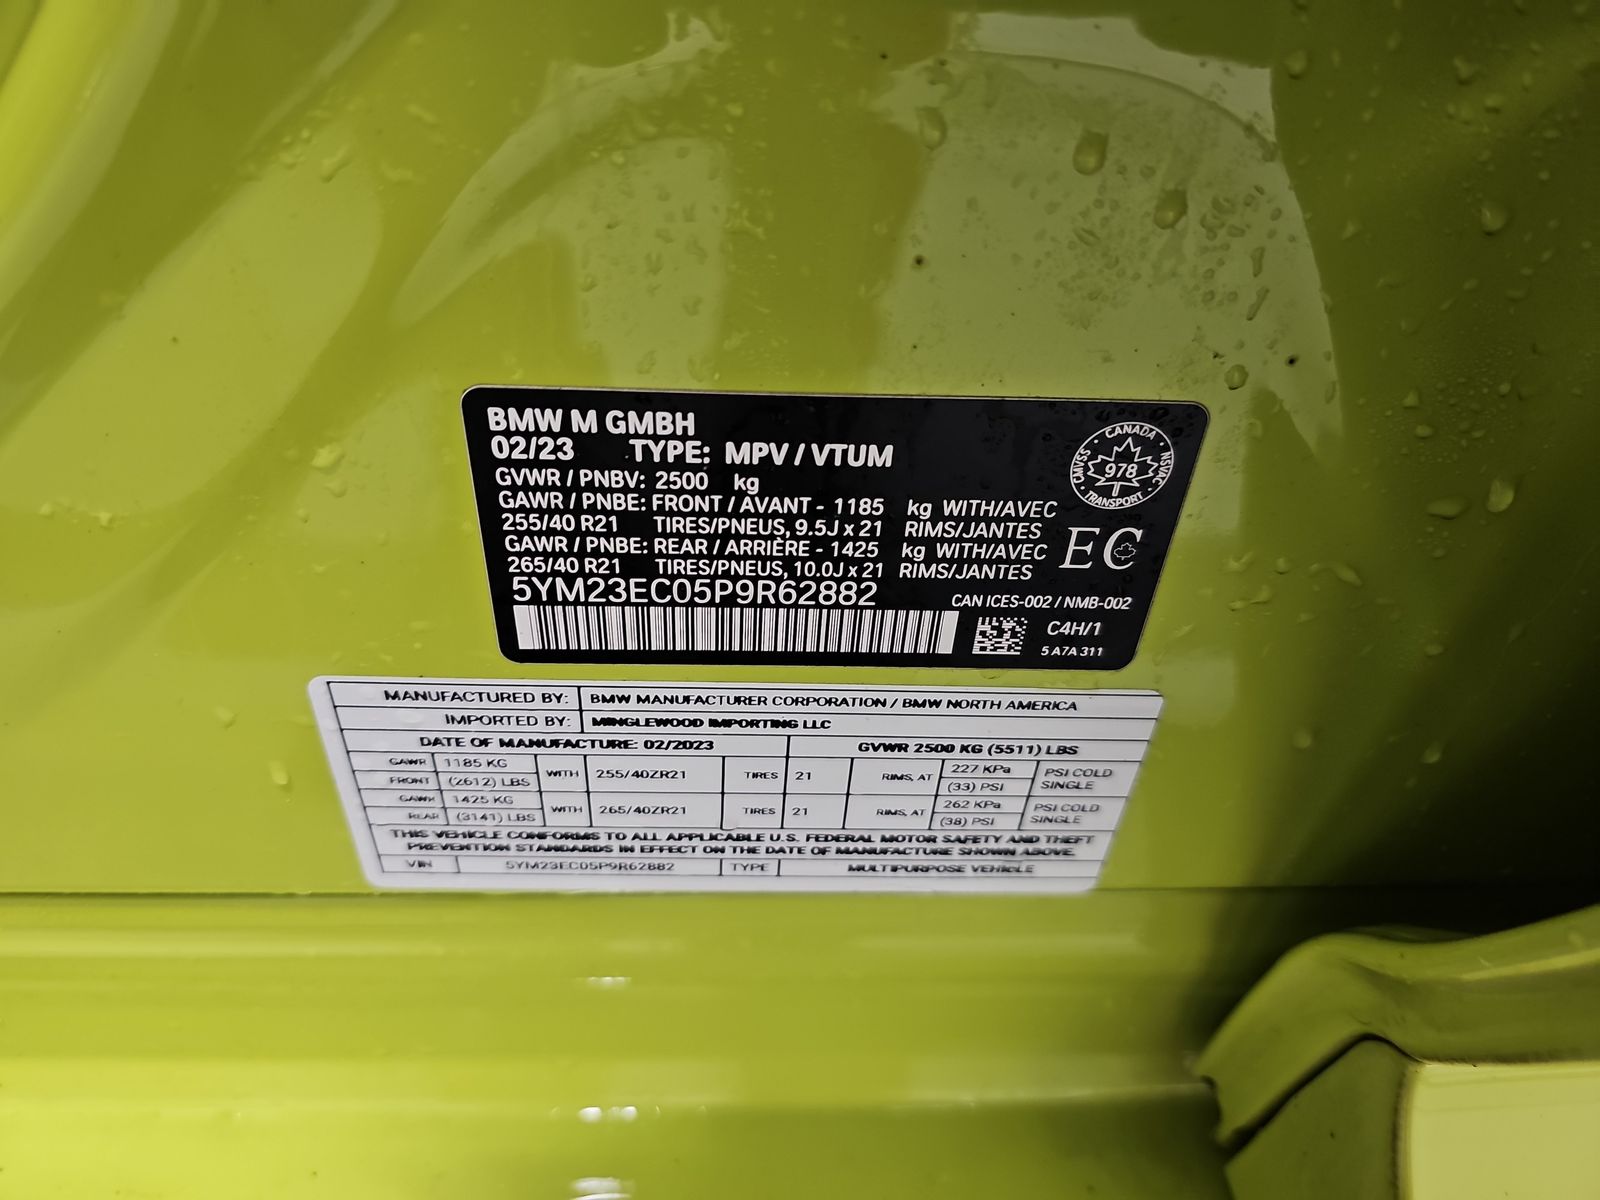 BMW M GMBH
02/23 TYPE: MPV / VTUM
GVWR / PNBV: 2500 kg
GAWR / PNBE: FRONT / AVANT - 1185 kg WITH/AVEC
255/40 R21 TIRES/PNEUS, 9.5J x 21 RIMS/JANTES
GAWR / PNBE: REAR / ARRIÈRE - 1425 kg WITH/AVEC
265/40 R21 TIRES/PNEUS, 10.0J x 21 RIMS/JANTES
5YM23EC05P9R62882
CANADA
CMVSS 978 NSVAC
TRANSPORT
EC
CAN ICES-002 / NMB-002
C4H/1
5 A7A 311
MANUFACTURED BY: BMW MANUFACTURER CORPORATION / BMW NORTH AMERICA
IMPORTED BY: MINGLEWOOD IMPORTING LLC
DATE OF MANUFACTURE: 02/2023 GVWR 2500 KG (5511) LBS
GAWR 1185 KG WITH 255/40ZR21 TIRES 21 RIMS, AT 227 KPa PSI COLD
FRONT (2612) LBS (33) PSI SINGLE
GAWR 1425 KG WITH 265/40ZR21 TIRES 21 RIMS, AT 262 KPa PSI COLD
REAR (3141) LBS (38) PSI SINGLE
THIS VEHICLE CONFORMS TO ALL APPLICABLE U.S. FEDERAL MOTOR SAFETY AND THEFT
PREVENTION STANDARDS IN EFFECT ON THE DATE OF MANUFACTURE SHOWN ABOVE.
VIN 5YM23EC05P9R62882 TYPE MULTIPURPOSE VEHICLE